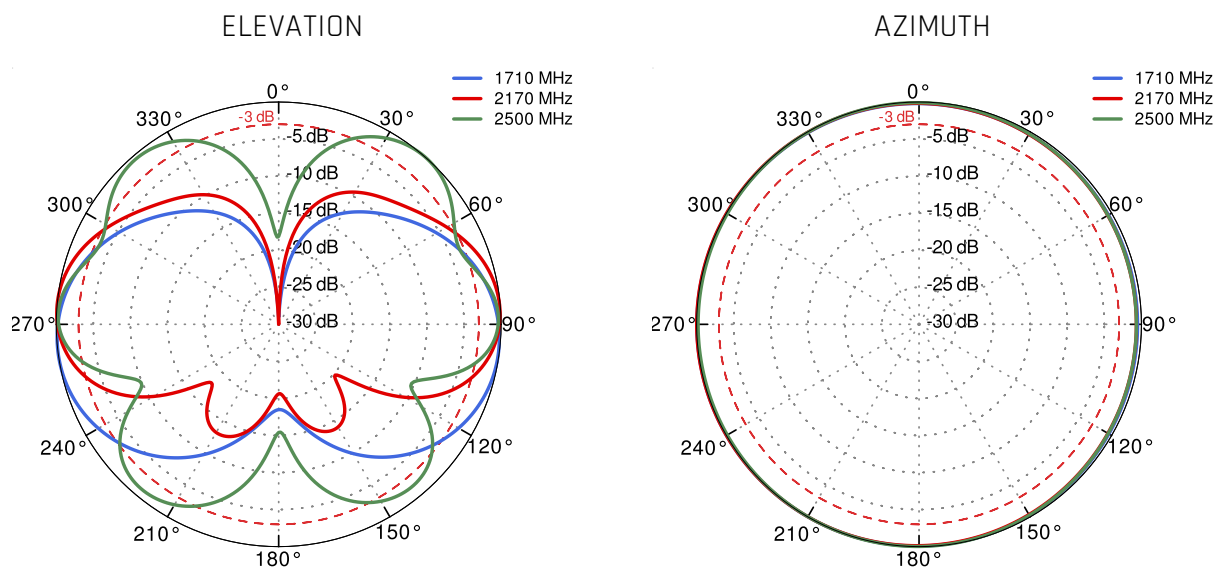 ELEVATION
1710 MHz
2170 MHz
2500 MHz
0°
330°
30°
-3 dB
-5 dB
-10 dB
300°
60°
-15 dB
-20 dB
-25 dB
270°
-30 dB
90°
240°
120°
210°
150°
180°
AZIMUTH
1710 MHz
2170 MHz
2500 MHz
0°
330°
30°
-3 dB
-5 dB
-10 dB
300°
60°
-15 dB
-20 dB
-25 dB
270°
-30 dB
90°
240°
120°
210°
150°
180°